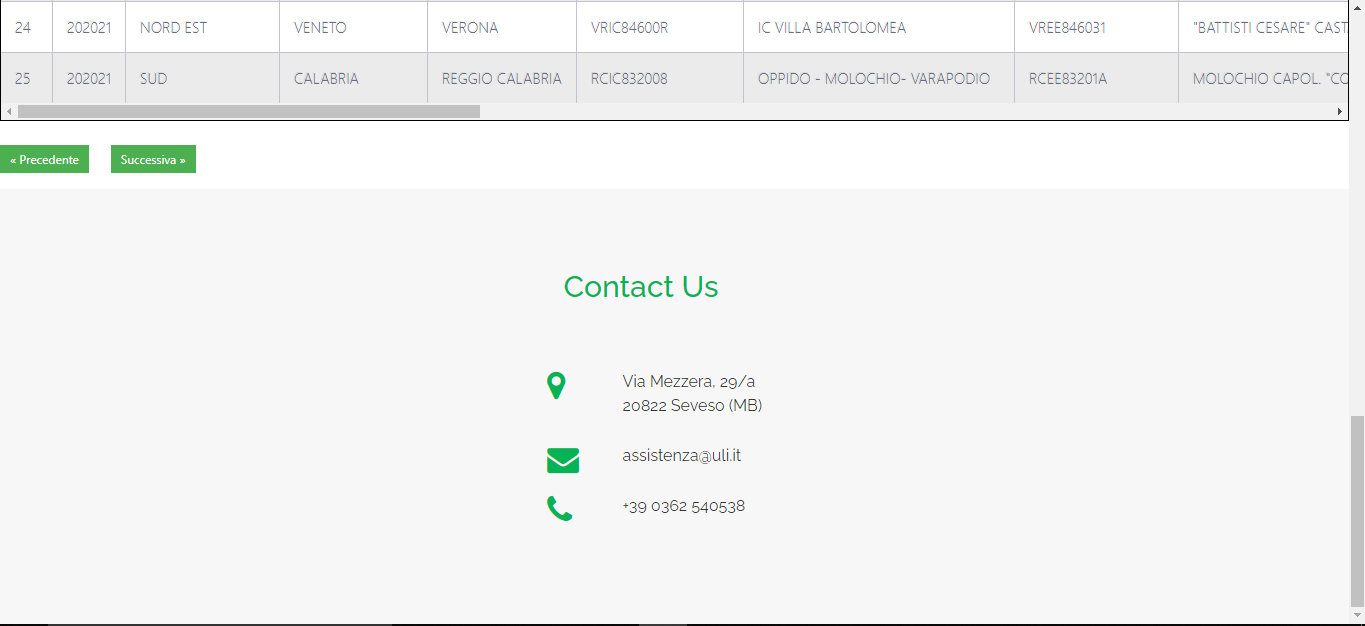 24 202021 NORD EST VENETO VERONA VRIC84600R IC VILLA BARTOLOMEA VREE846031 "BATTISTI CESARE" CAST
25 202021 SUD CALABRIA REGGIO CALABRIA RCIC832008 OPPIDO - MOLOCHIO- VARAPODIO RCEE83201A MOLOCHIO CAPOL. "CO
« Precedente Successiva »
Contact Us
Via Mezzera, 29/a
20822 Seveso (MB)
assistenza@uli.it
+39 0362 540538